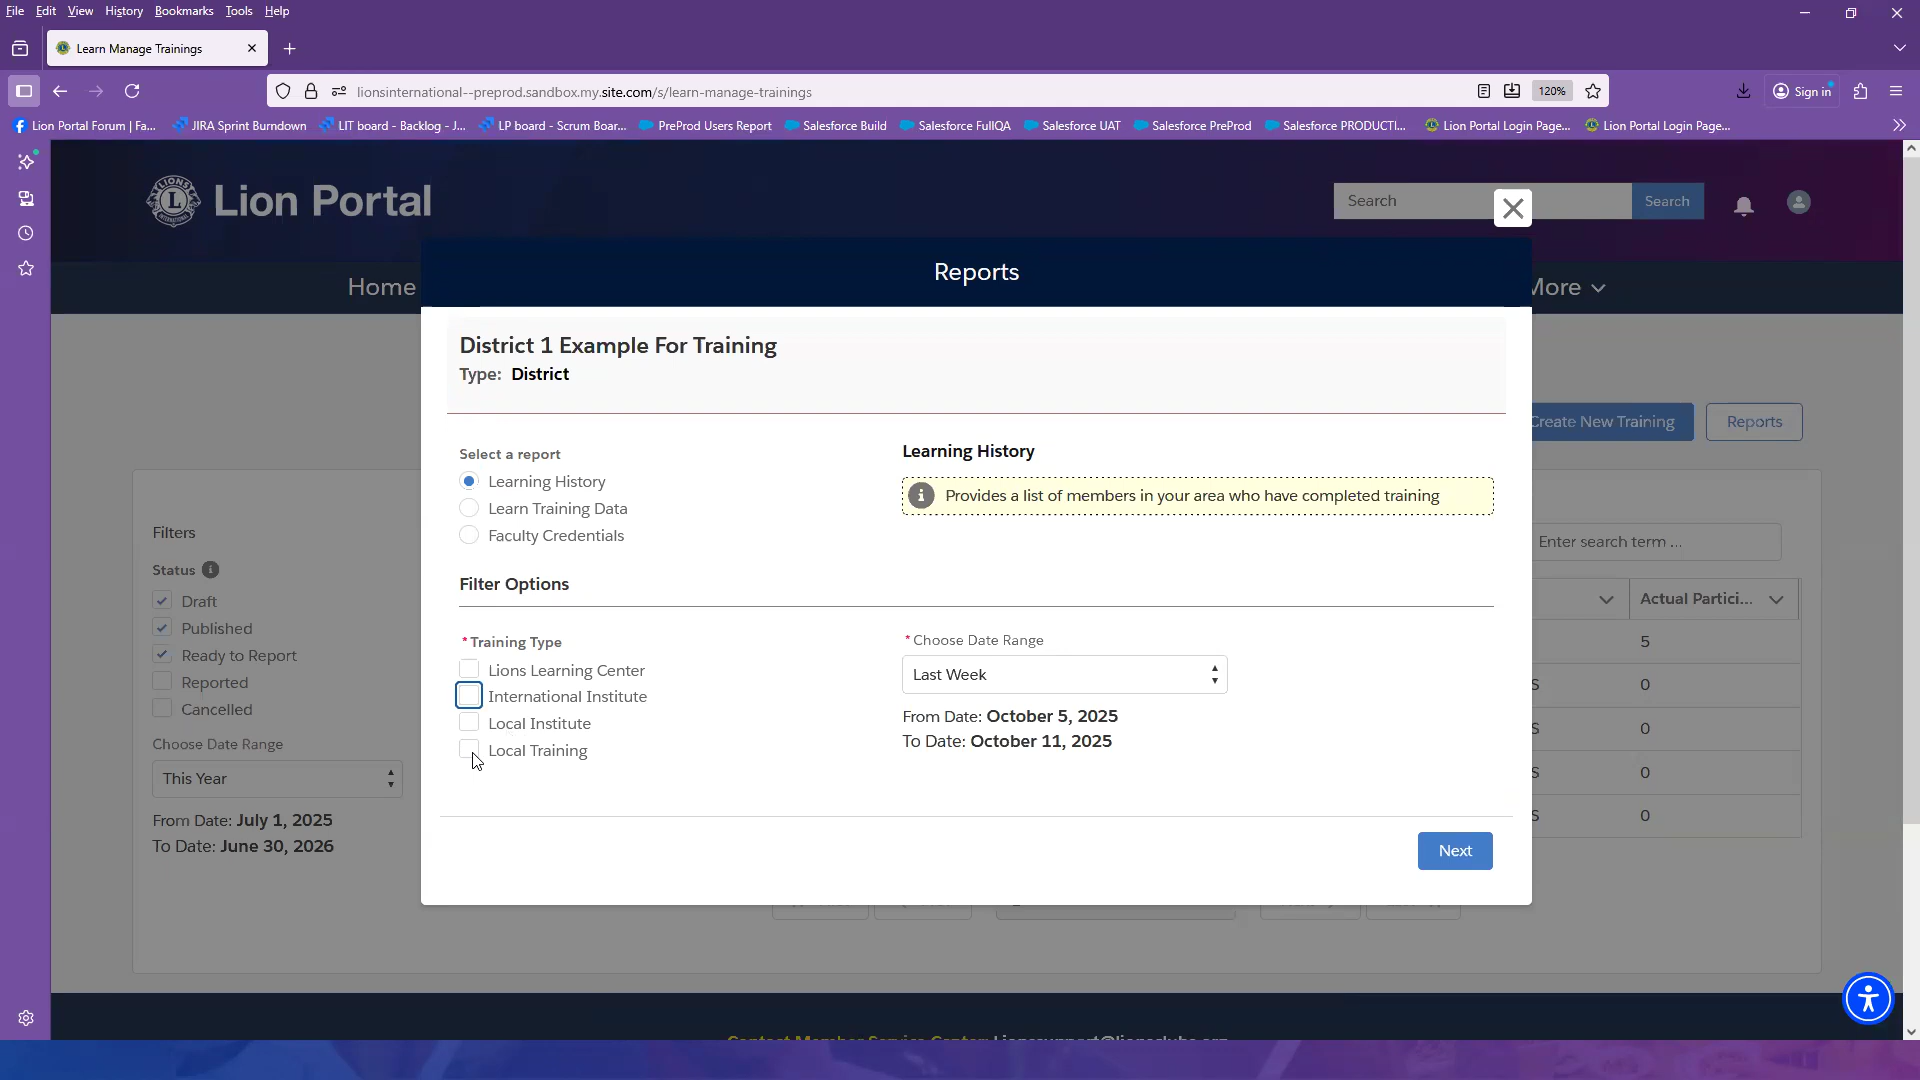 File Edit View History Bookmarks Tools Help
Learn Manage Trainings
lionsinternational--preprod.sandbox.my.site.com/s/learn-manage-trainings
120%
Sign in
Lion Portal Forum | Fa...
JIRA Sprint Burndown
LIT board - Backlog - J...
LP board - Scrum Boar...
PreProd Users Report
Salesforce Build
Salesforce FullQA
Salesforce UAT
Salesforce PreProd
Salesforce PRODUCTI...
Lion Portal Login Page...
Lion Portal Login Page...
LIONS
L
INTERNATIONAL
Lion Portal
Search
Search
Home
More
Reports
District 1 Example For Training
Type: District
Create New Training
Reports
Select a report
Learning History
Learn Training Data
Faculty Credentials
Learning History
Provides a list of members in your area who have completed training
Filter Options
*Training Type
Lions Learning Center
International Institute
Local Institute
Local Training
*Choose Date Range
Last Week
From Date: October 5, 2025
To Date: October 11, 2025
Next
Filters
Status
Draft
Published
Ready to Report
Reported
Cancelled
Choose Date Range
This Year
From Date: July 1, 2025
To Date: June 30, 2026
Enter search term ...
Actual Partici...
5
S 0
S 0
S 0
S 0